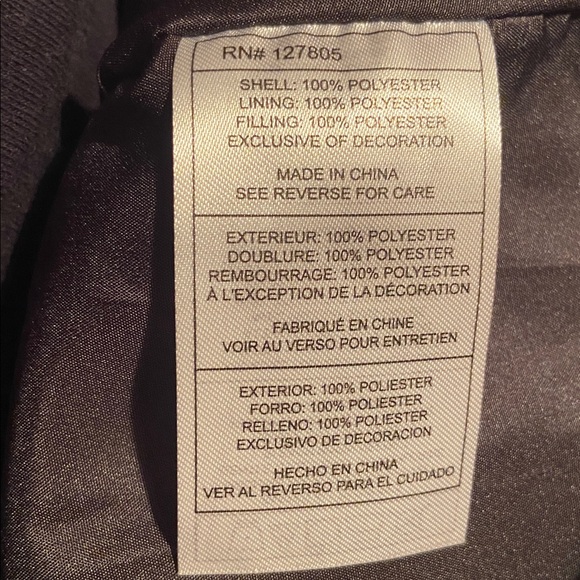 RN# 127805
SHELL: 100% POLYESTER
LINING: 100% POLYESTER
FILLING: 100% POLYESTER
EXCLUSIVE OF DECORATION
MADE IN CHINA
SEE REVERSE FOR CARE
EXTERIEUR: 100% POLYESTER
DOUBLURE: 100% POLYESTER
REMBOURRAGE: 100% POLYESTER
À L'EXCEPTION DE LA DÉCORATION
FABRIQUÉ EN CHINE
VOIR AU VERSO POUR ENTRETIEN
EXTERIOR: 100% POLIESTER
FORRO: 100% POLIESTER
RELLENO: 100% POLIESTER
EXCLUSIVO DE DECORACION
HECHO EN CHINA
VER AL REVERSO PARA EL CUIDADO